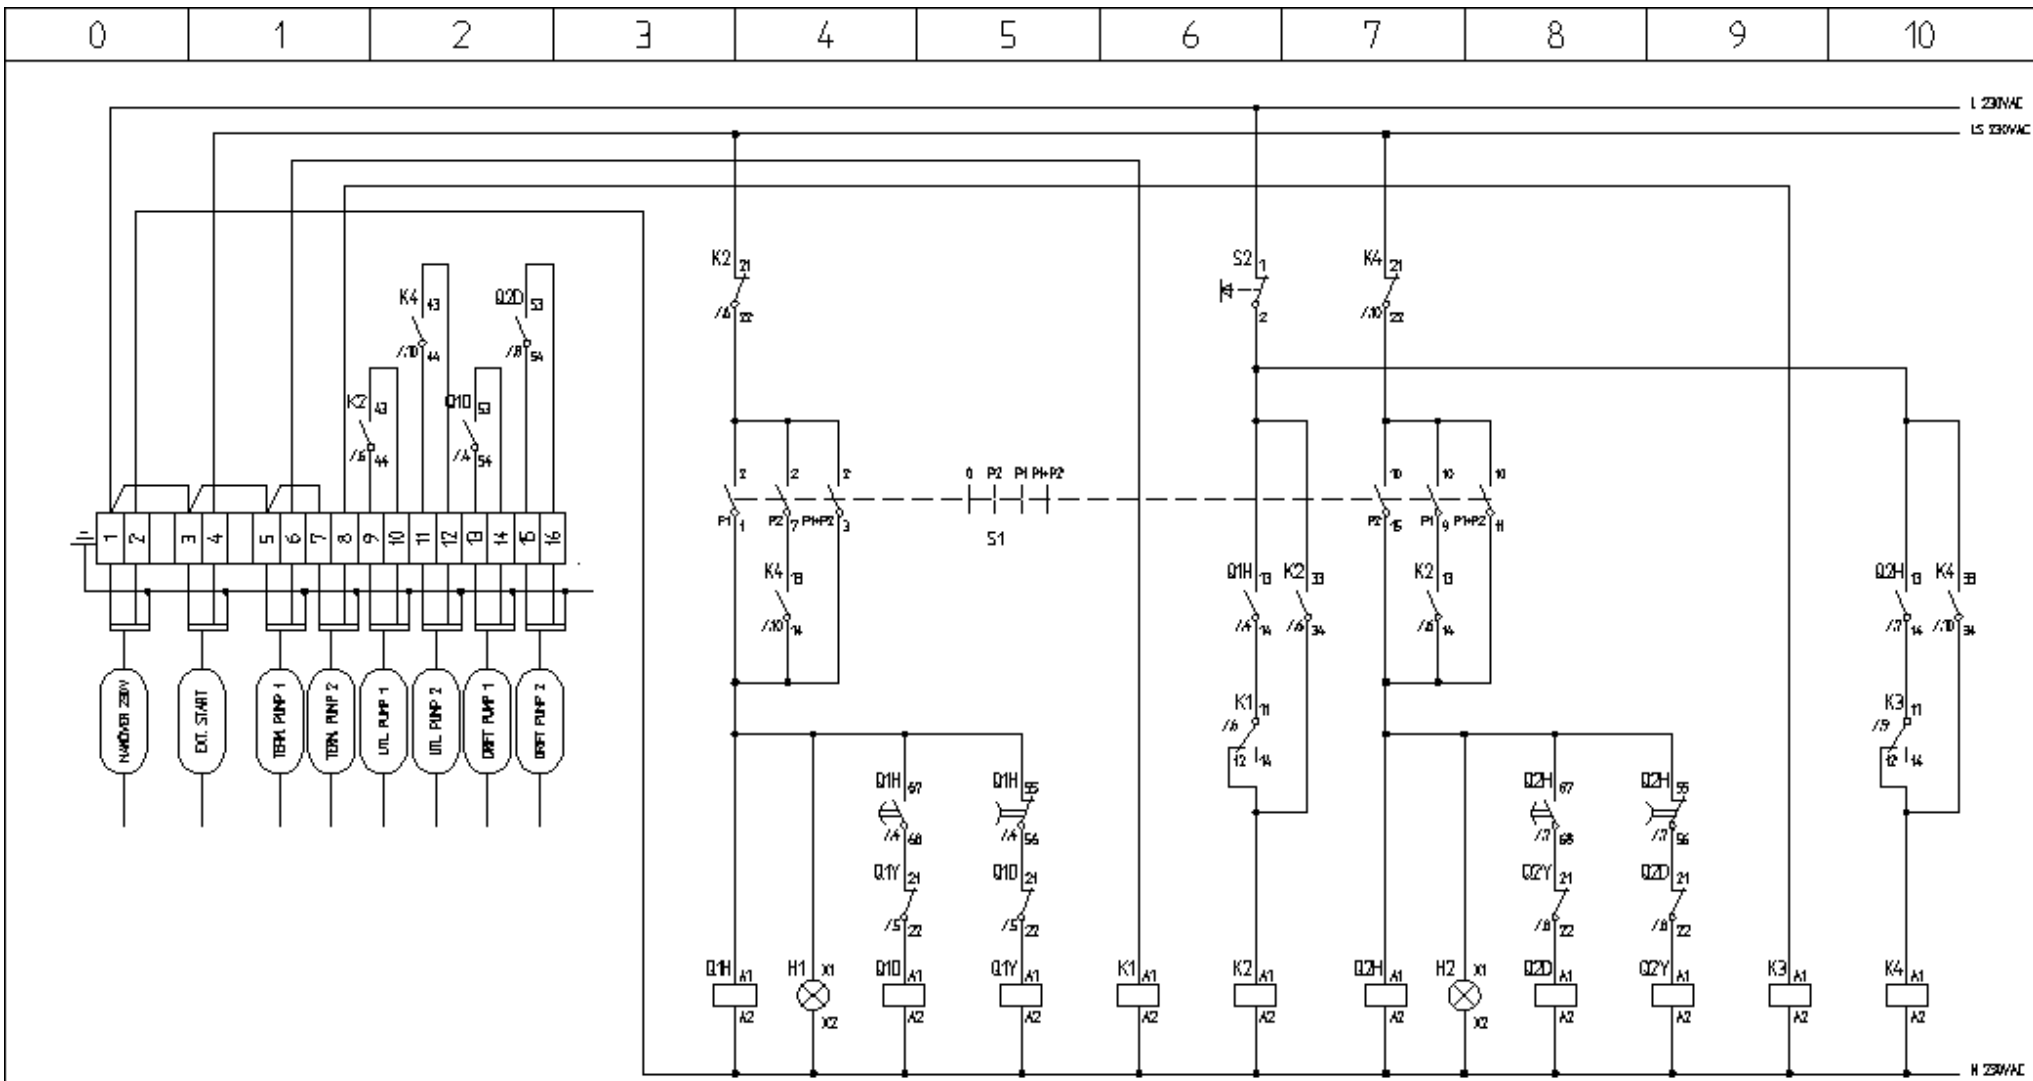 0 1 2 3 4 5 6 7 8 9 10
L 230VAC
LS 230VAC
K2 21
/.6 22
S2 1
2
K4 21
/.10 22
K4 43
/.10 44
Q2D 53
/.8 54
K2 43
/.6 44
Q1D 53
/.4 54
2 2 2
P1 1 P2 7 P1+P2 3
0 P2 P1 P1+P2
S1
10 10 10
P2 15 P1 9 P1+P2 11
1 2 3 4 5 6 7 8 9 10 11 12 13 14 15 16
K4 13
/.10 14
Q1H 13
/.4 14
K2 33
/.6 34
K2 13
/.6 14
Q2H 13
/.7 14
K4 33
/.10 34
K1 11
/.6
12 14
K3 11
/.9
12 14
MANÖVER 230V
EXT. START
TERM. PUMP 1
TERM. PUMP 2
UTL. PUMP 1
UTL. PUMP 2
DRIFT PUMP 1
DRIFT PUMP 2
Q1H 67
/.4 68
Q1H 55
/.4 56
Q2H 67
/.7 68
Q2H 55
/.7 56
Q1Y 21
/.5 22
Q1D 21
/.5 22
Q2Y 21
/.8 22
Q2D 21
/.8 22
Q1H A1
A2
H1 X1
X2
Q1D A1
A2
Q1Y A1
A2
K1 A1
A2
K2 A1
A2
Q2H A1
A2
H2 X1
X2
Q2D A1
A2
Q2Y A1
A2
K3 A1
A2
K4 A1
A2
N 230VAC